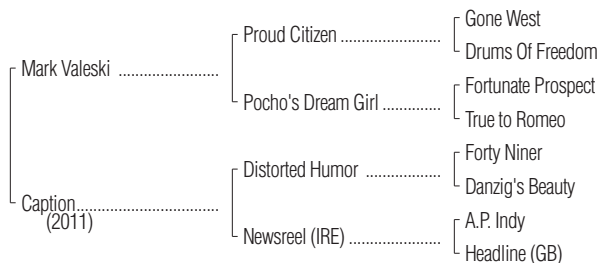 Gone West
Proud Citizen ........................
Drums Of Freedom
Mark Valeski ........................
Fortunate Prospect
Pocho's Dream Girl ..............
True to Romeo
Forty Niner
Distorted Humor ..................
Danzig's Beauty
Caption..................................
(2011)
A.P. Indy
Newsreel (IRE) ......................
Headline (GB)